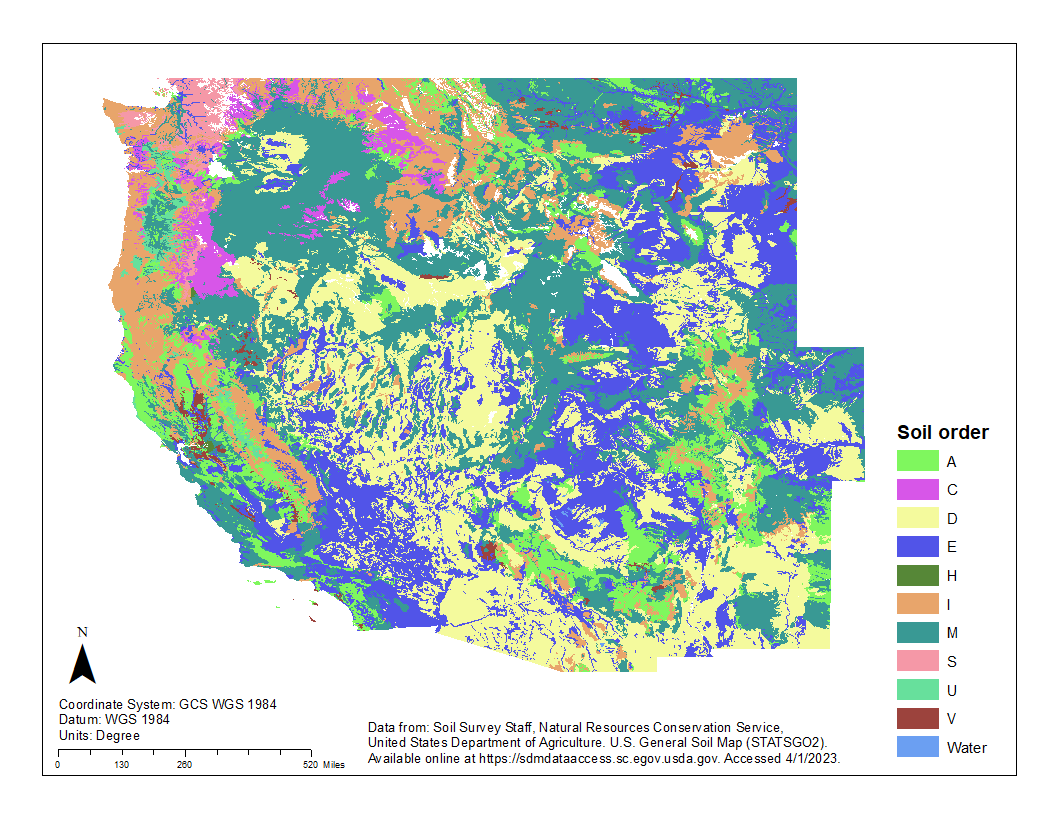 Soil order
A
C
D
E
H
I
M
S
U
V
Water
N
Coordinate System: GCS WGS 1984
Datum: WGS 1984
Units: Degree
0 130 260 520 Miles
Data from: Soil Survey Staff, Natural Resources Conservation Service,
United States Department of Agriculture. U.S. General Soil Map (STATSGO2).
Available online at https://sdmdataaccess.sc.egov.usda.gov. Accessed 4/1/2023.